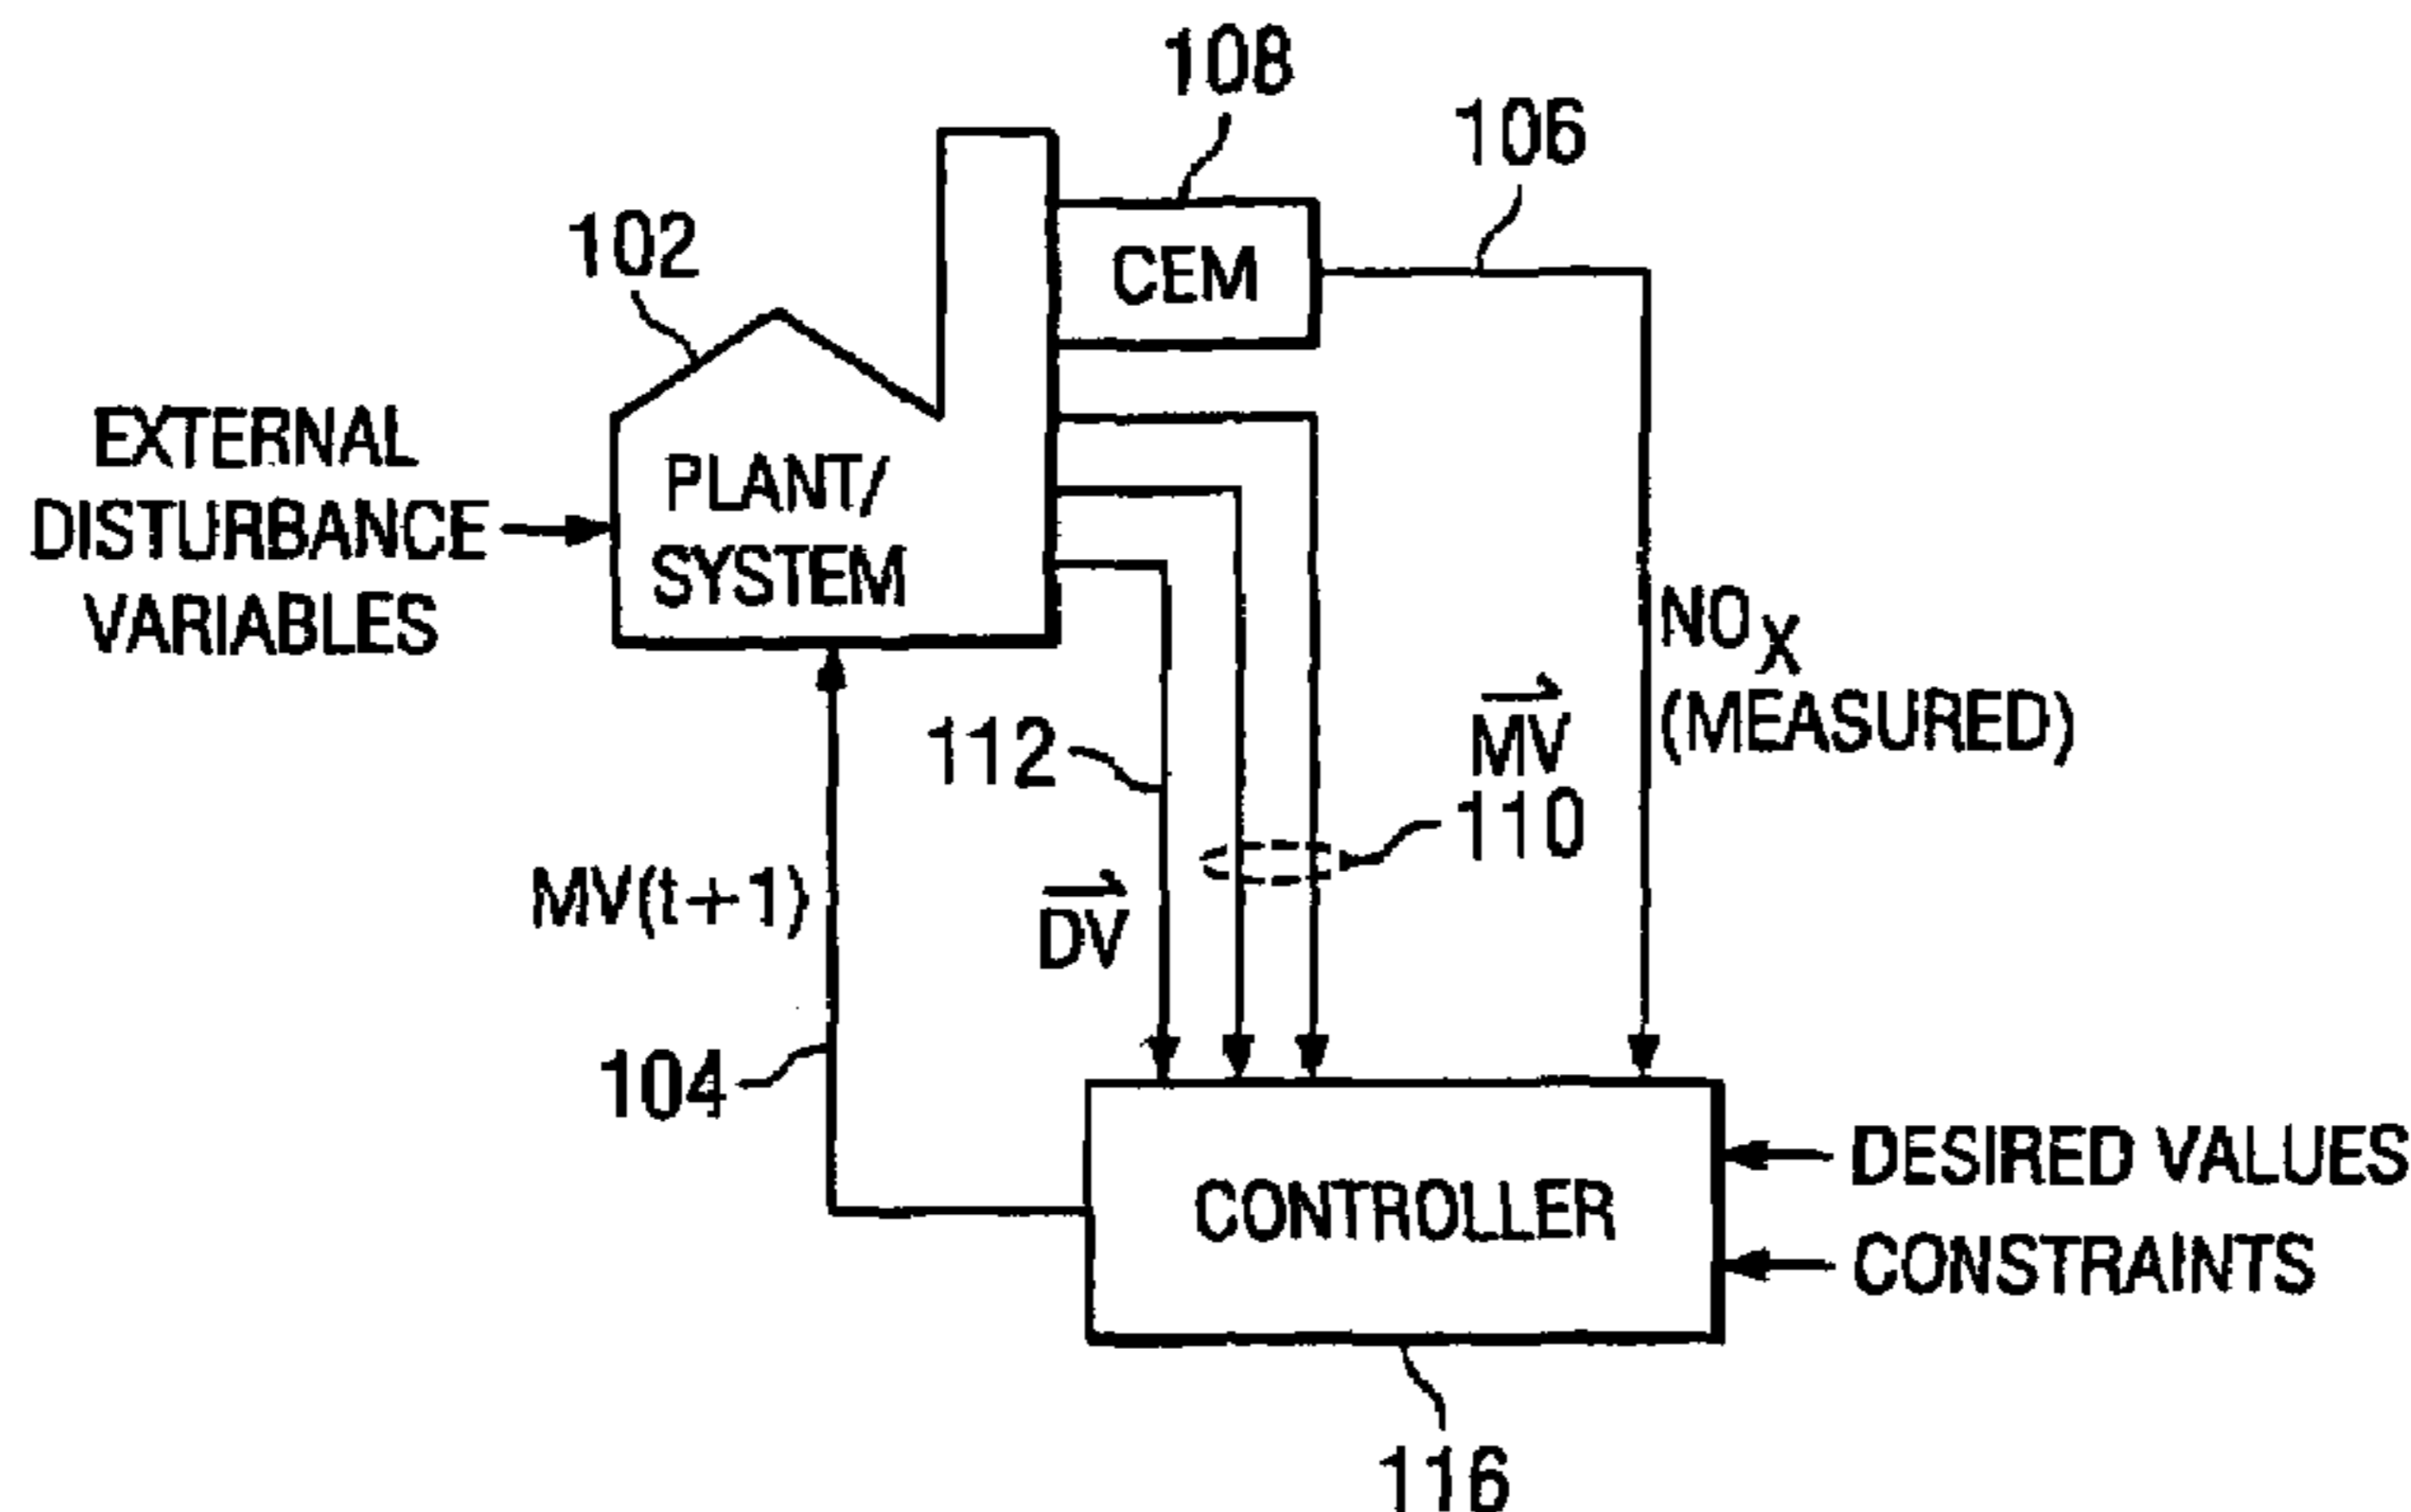 108
106
102
CEM
EXTERNAL
DISTURBANCE
VARIABLES
PLANT/
SYSTEM
NOX
(MEASURED)
112
MV
110
MV(t+1)
DV
104
DESIRED VALUES
CONTROLLER
CONSTRAINTS
116